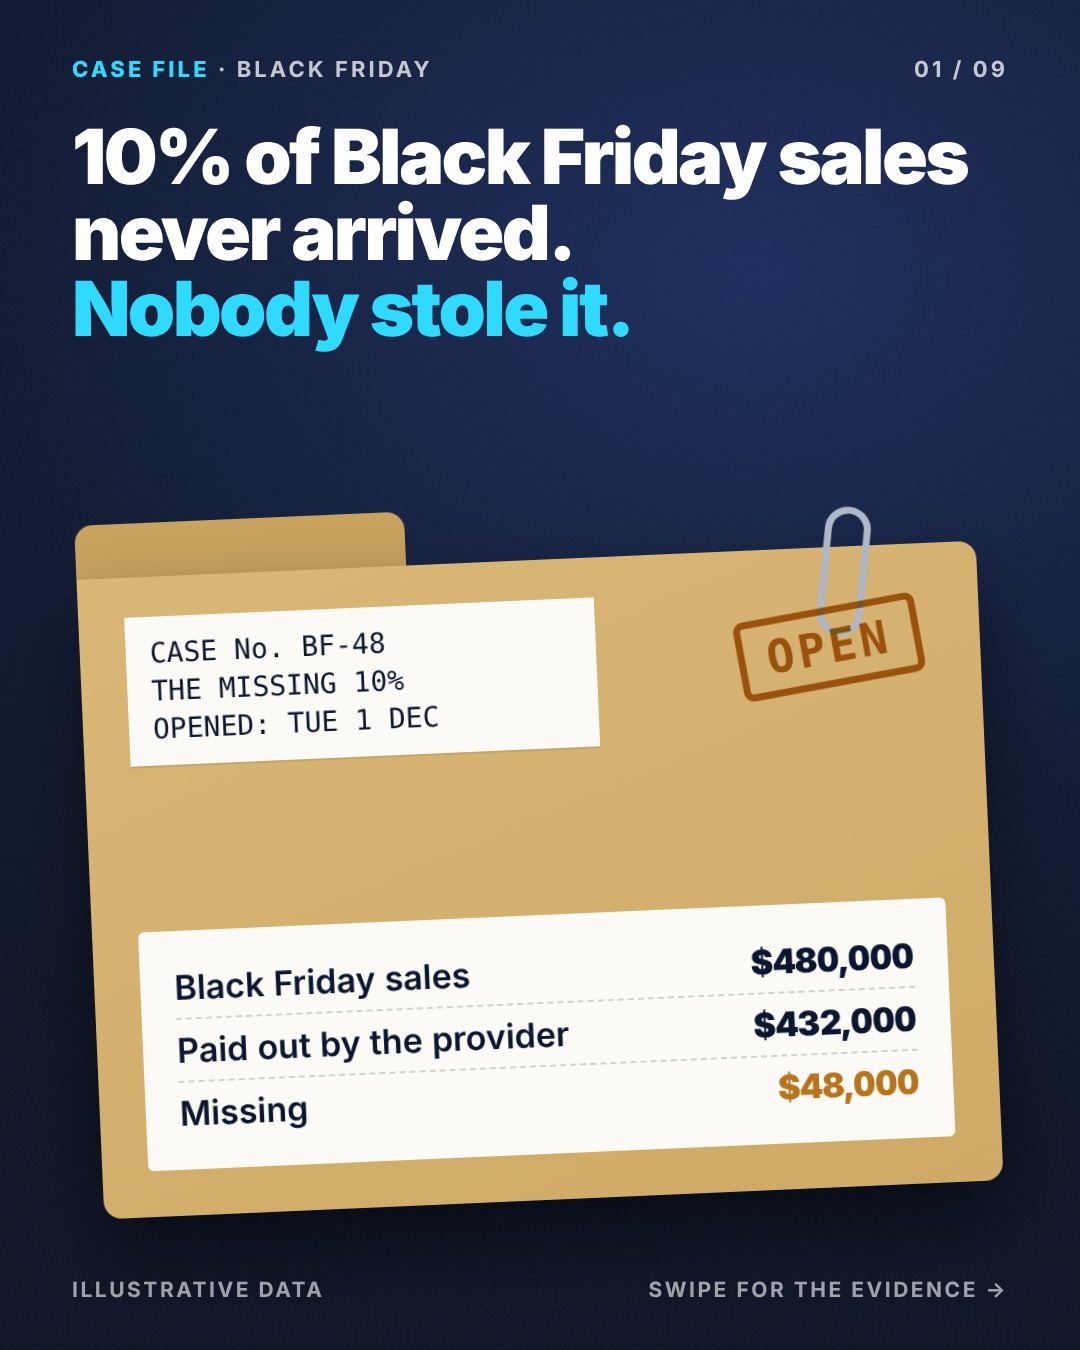 CASE FILE · BLACK FRIDAY
01 / 09
10% of Black Friday sales
never arrived.
Nobody stole it.
CASE No. BF-48
THE MISSING 10%
OPENED: TUE 1 DEC
OPEN
Black Friday sales $480,000
Paid out by the provider $432,000
Missing $48,000
ILLUSTRATIVE DATA
SWIPE FOR THE EVIDENCE →